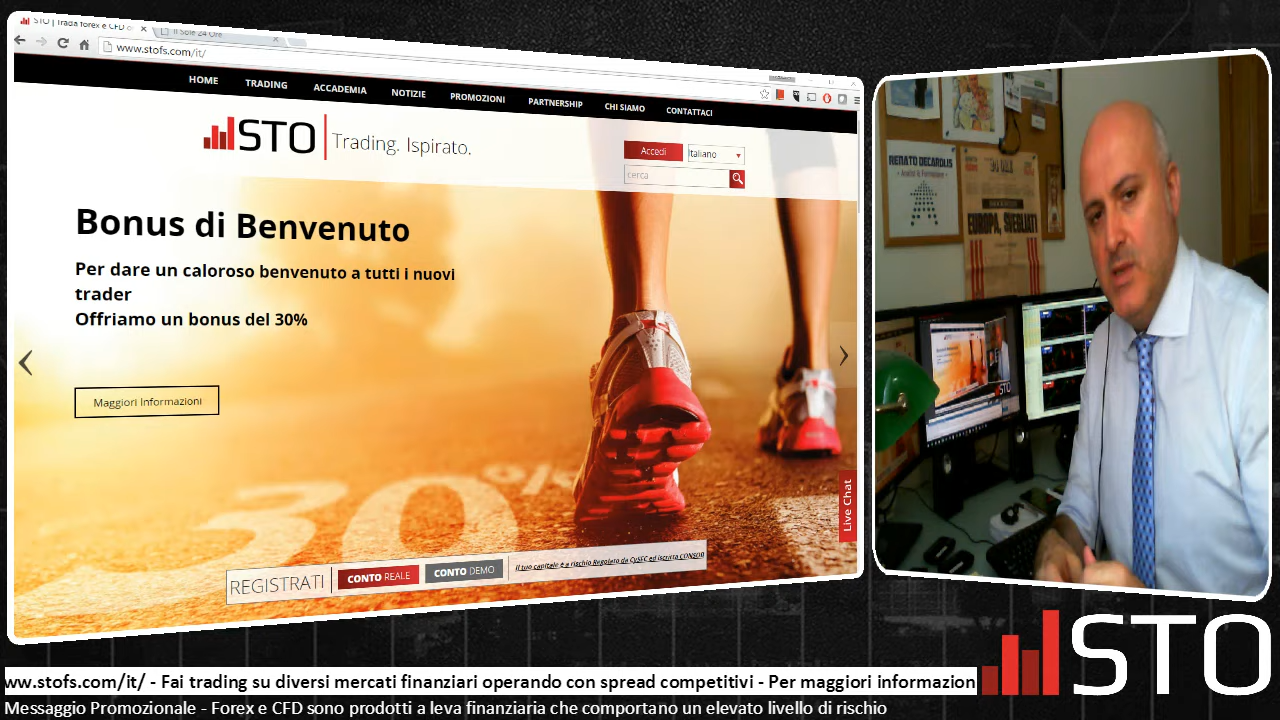 STO | Trada forex e CFD
Il Sole 24 Ore
www.stofs.com/it/
HOME TRADING ACCADEMIA NOTIZIE PROMOZIONI PARTNERSHIP CHI SIAMO CONTATTACI
STO Trading. Ispirato.
Accedi Italiano
cerca
Bonus di Benvenuto
Per dare un caloroso benvenuto a tutti i nuovi
trader
Offriamo un bonus del 30%
Maggiori Informazioni
30%
Live Chat
REGISTRATI CONTO REALE CONTO DEMO Il tuo capitale è a rischio Regolato da CySEC ed iscritta CONSOB
RENATO DECAROLIS
EUROPA, SVEGLIATI
STO
STO
ww.stofs.com/it/ - Fai trading su diversi mercati finanziari operando con spread competitivi - Per maggiori informazion
Messaggio Promozionale - Forex e CFD sono prodotti a leva finanziaria che comportano un elevato livello di rischio